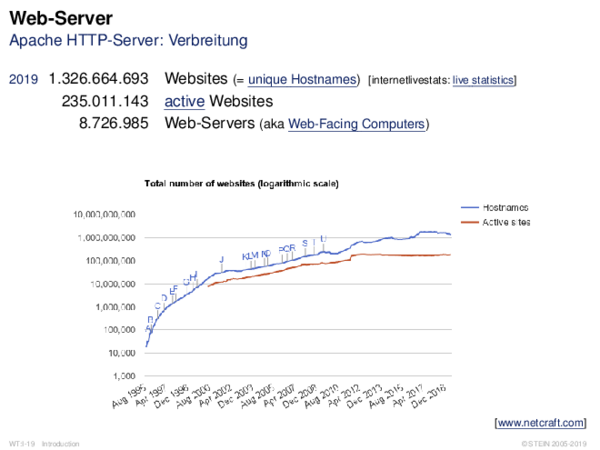 Web-Server
Apache HTTP-Server: Verbreitung
2019 1.326.664.693 Websites (= unique Hostnames) [internetlivestats: live statistics]
235.011.143 active Websites
8.726.985 Web-Servers (aka Web-Facing Computers)
Total number of websites (logarithmic scale)
Hostnames
Active sites
10,000,000,000
1,000,000,000
100,000,000
10,000,000
1,000,000
100,000
10,000
1,000
Aug 1995
Apr 1997
Dec 1998
Aug 2000
Apr 2002
Dec 2003
Aug 2005
Apr 2007
Dec 2008
Aug 2010
Apr 2012
Dec 2013
Aug 2015
Apr 2017
Dec 2018
[www.netcraft.com]
WT:I-19 Introduction
© STEIN 2005-2019